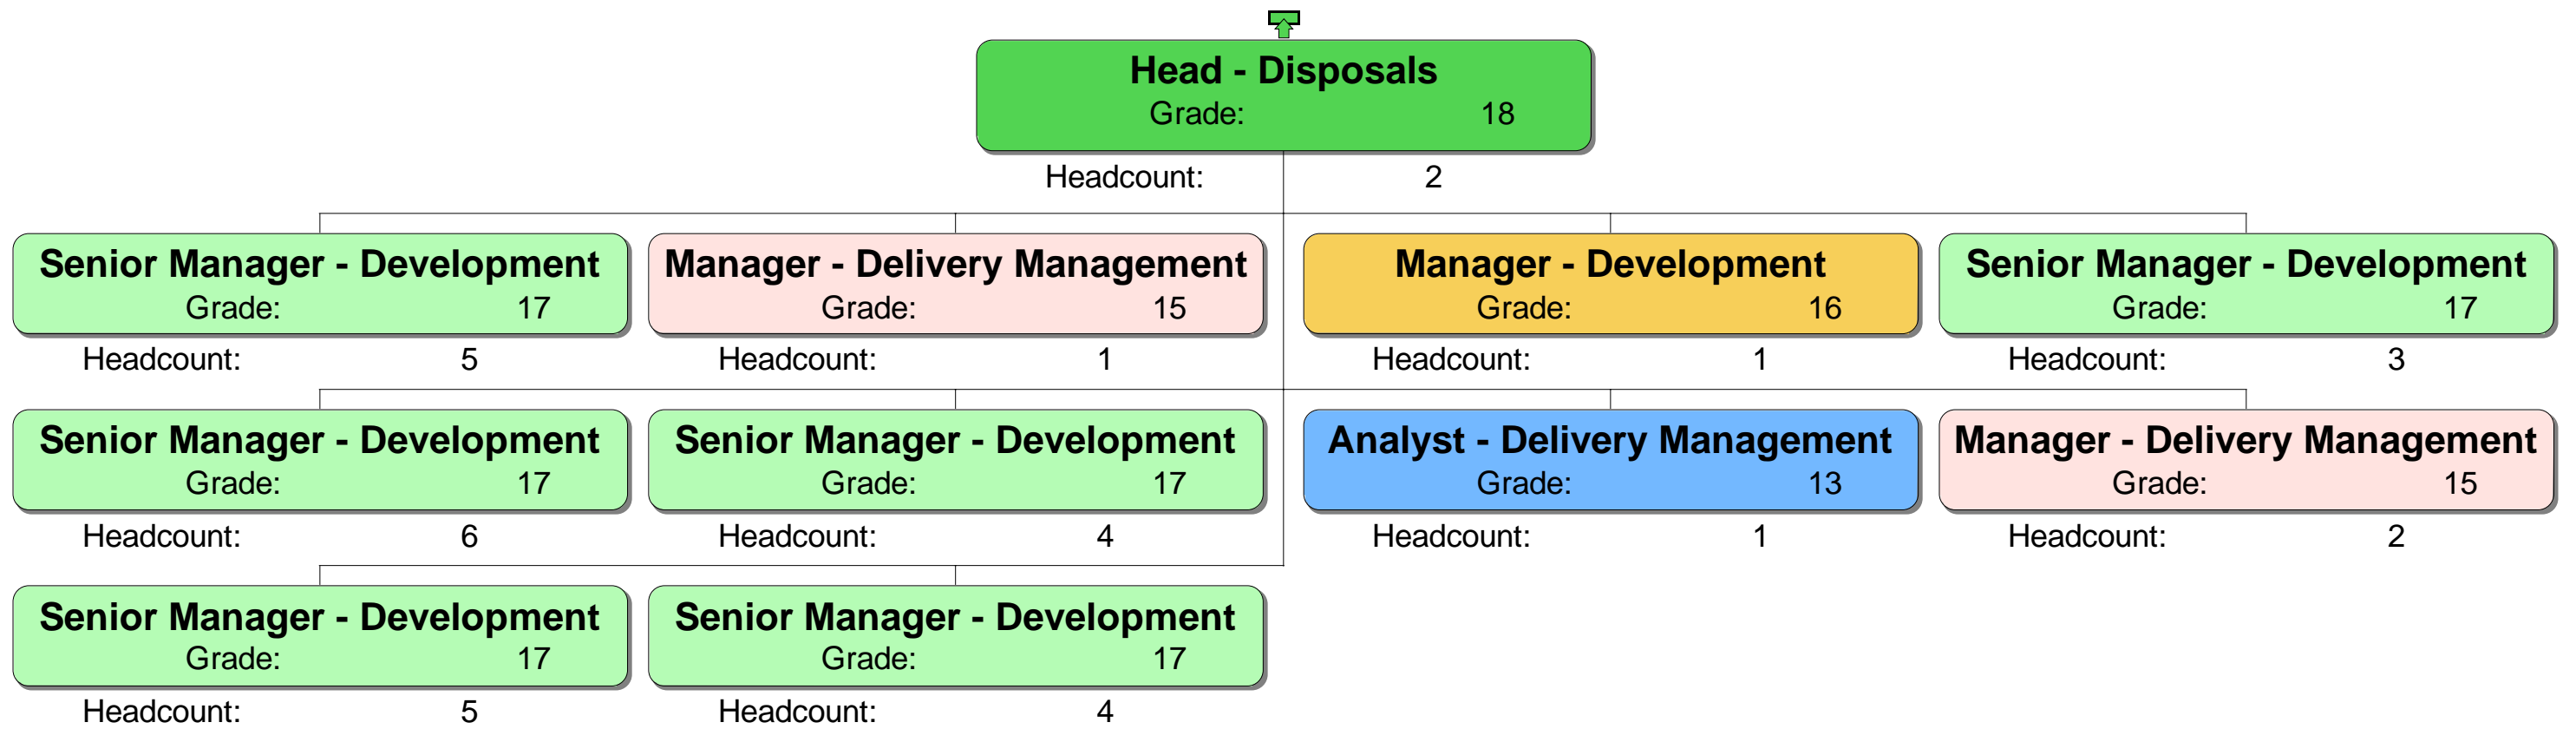 Head - Disposals
Grade: 18
Headcount: 2
Senior Manager - Development
Grade: 17
Headcount: 5
Manager - Delivery Management
Grade: 15
Headcount: 1
Manager - Development
Grade: 16
Headcount: 1
Senior Manager - Development
Grade: 17
Headcount: 3
Senior Manager - Development
Grade: 17
Headcount: 6
Senior Manager - Development
Grade: 17
Headcount: 4
Analyst - Delivery Management
Grade: 13
Headcount: 1
Manager - Delivery Management
Grade: 15
Headcount: 2
Senior Manager - Development
Grade: 17
Headcount: 5
Senior Manager - Development
Grade: 17
Headcount: 4